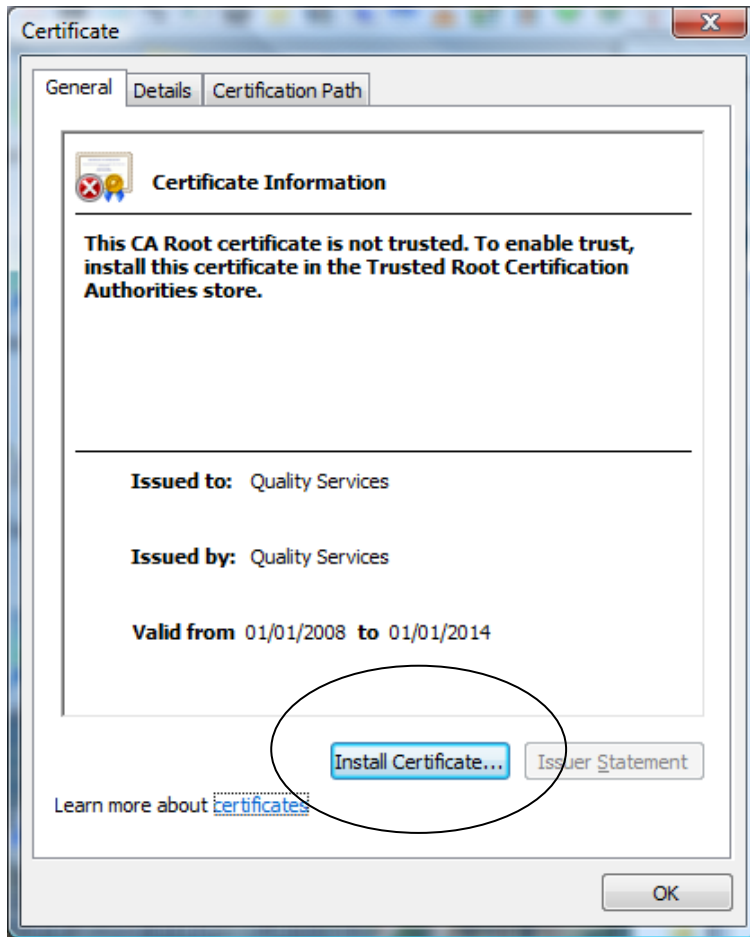 Certificate
General Details Certification Path
Certificate Information
This CA Root certificate is not trusted. To enable trust,
install this certificate in the Trusted Root Certification
Authorities store.
Issued to: Quality Services
Issued by: Quality Services
Valid from 01/01/2008 to 01/01/2014
Install Certificate... Issuer Statement
Learn more about certificates
OK